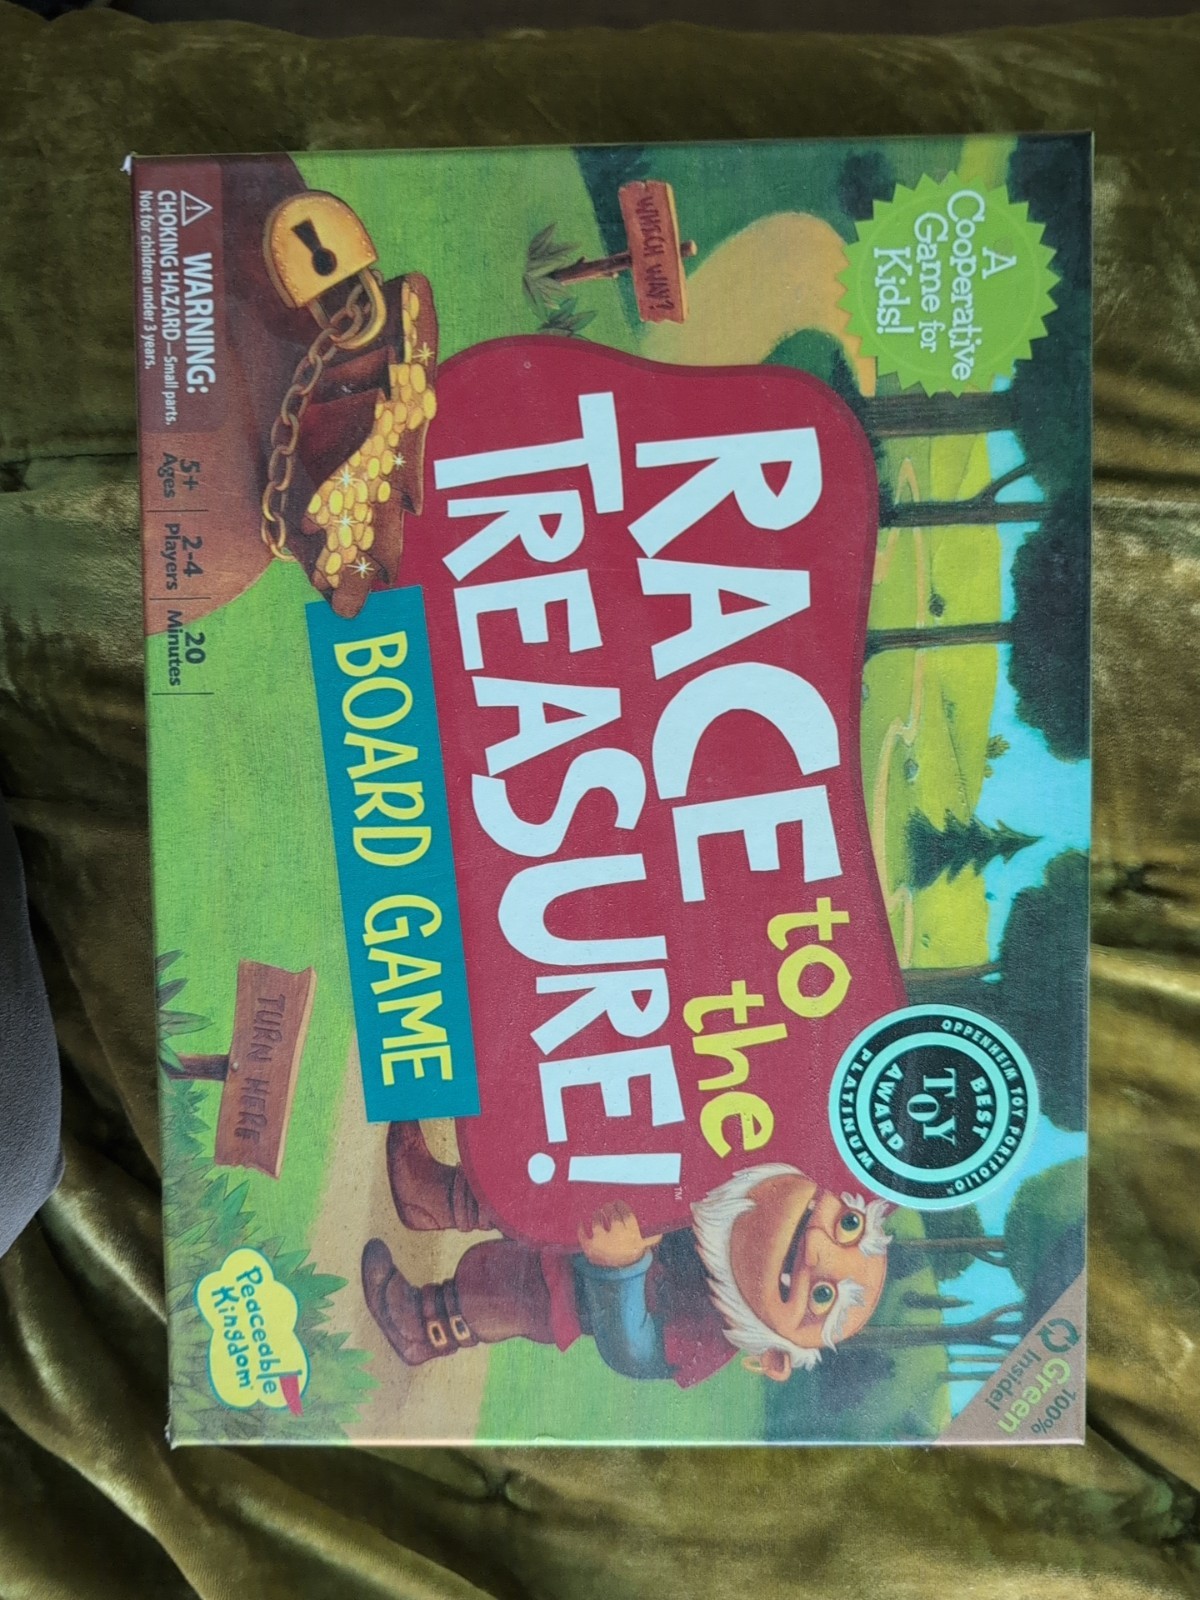 A
Cooperative
Game for
Kids!
WHICH WAY?
RACE to the
TREASURE!™
BOARD GAME
OPPENHEIM TOY PORTFOLIO™
BEST
TOY
AWARD
PLATINUM
100%
Green
Inside!
TURN HERE
WARNING:
CHOKING HAZARD—Small parts.
Not for children under 3 years.
5+
Ages
2-4
Players
20
Minutes
Peaceable
Kingdom